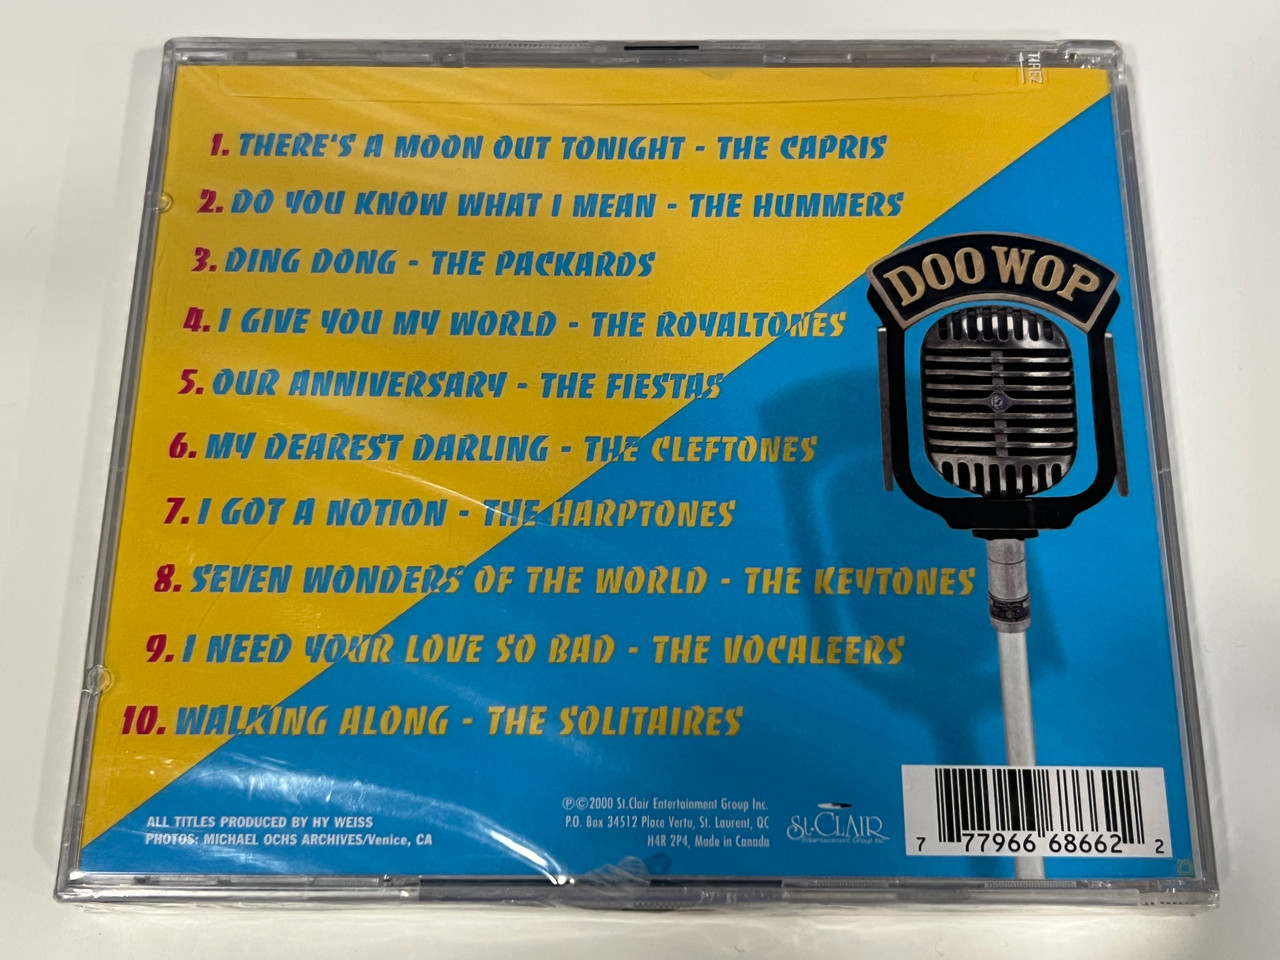 1. THERE'S A MOON OUT TONIGHT - THE CAPRIS
2. DO YOU KNOW WHAT I MEAN - THE HUMMERS
3. DING DONG - THE PACKARDS
4. I GIVE YOU MY WORLD - THE ROYALTONES
5. OUR ANNIVERSARY - THE FIESTAS
6. MY DEAREST DARLING - THE CLEFTONES
7. I GOT A NOTION - THE HARPTONES
8. SEVEN WONDERS OF THE WORLD - THE KEYTONES
9. I NEED YOUR LOVE SO BAD - THE VOCALEERS
10. WALKING ALONG - THE SOLITAIRES
DOO WOP
ALL TITLES PRODUCED BY HY WEISS
PHOTOS: MICHAEL OCHS ARCHIVES/Venice, CA
℗©2000 St.Clair Entertainment Group Inc.
P.O. Box 34512 Place Vertu, St. Laurent, QC
H4R 2P4, Made in Canada
St.CLAIR
Entertainment Group Inc.
7 77966 68662 2